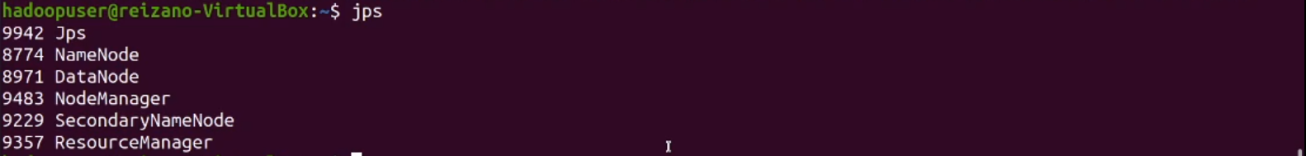 hadoopuser@reizano-VirtualBox:~$ jps
9942 Jps
8774 NameNode
8971 DataNode
9483 NodeManager
9229 SecondaryNameNode
9357 ResourceManager